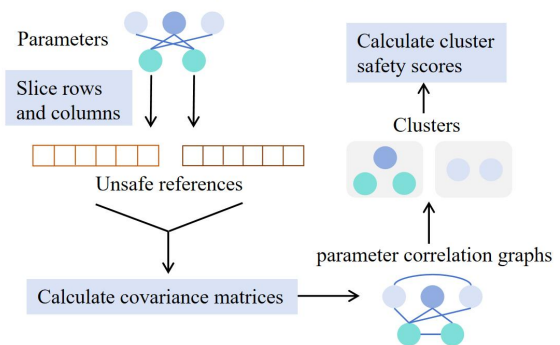 Parameters
Slice rows
and columns
Unsafe references
Calculate covariance matrices
parameter correlation graphs
Clusters
Calculate cluster
safety scores